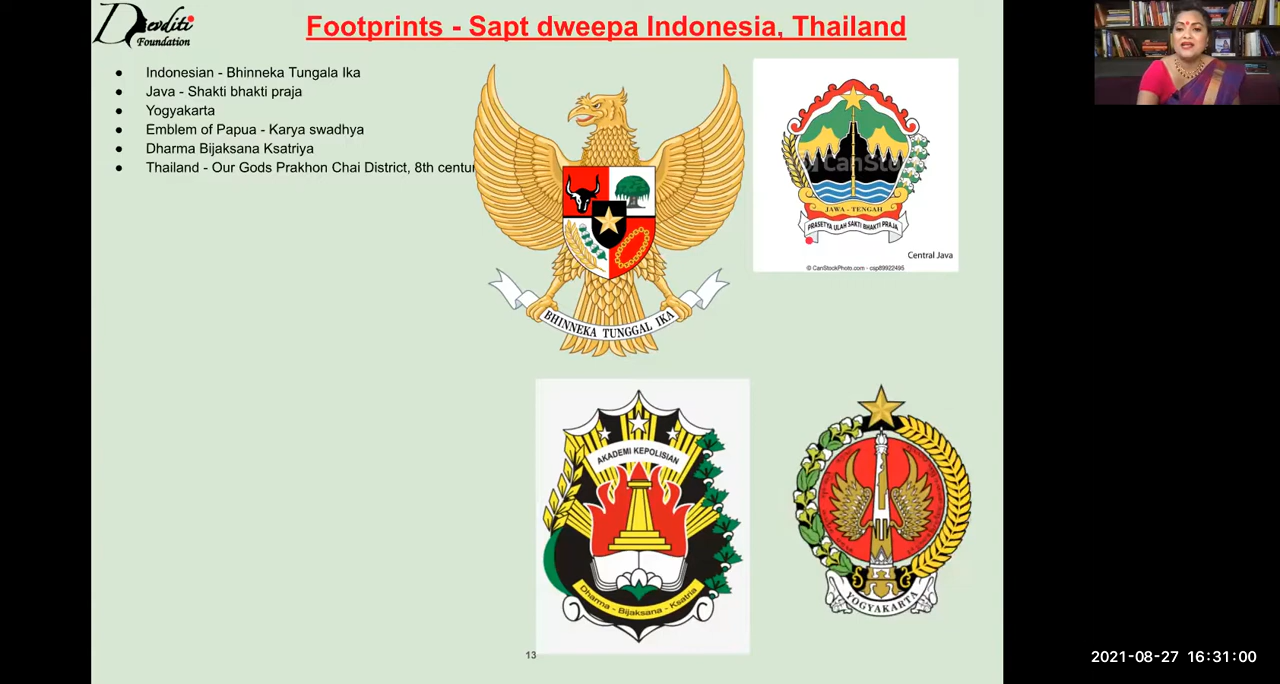 Devditi
Foundation
Footprints - Sapt dweepa Indonesia, Thailand
Indonesian - Bhinneka Tungala Ika
Java - Shakti bhakti praja
Yogyakarta
Emblem of Papua - Karya swadhya
Dharma Bijaksana Ksatriya
Thailand - Our Gods Prakhon Chai District, 8th centur
BHINNEKA TUNGGAL IKA
CanSto
JAWA - TENGAH
PRASETYA ULAH SAKTI BHAKTI PRAJA
Central Java
© CanStockPhoto.com - csp89922495
AKADEMI KEPOLISIAN
Dharma - Bijaksana - Ksatria
YOGYAKARTA
13
2021-08-27 16:31:00